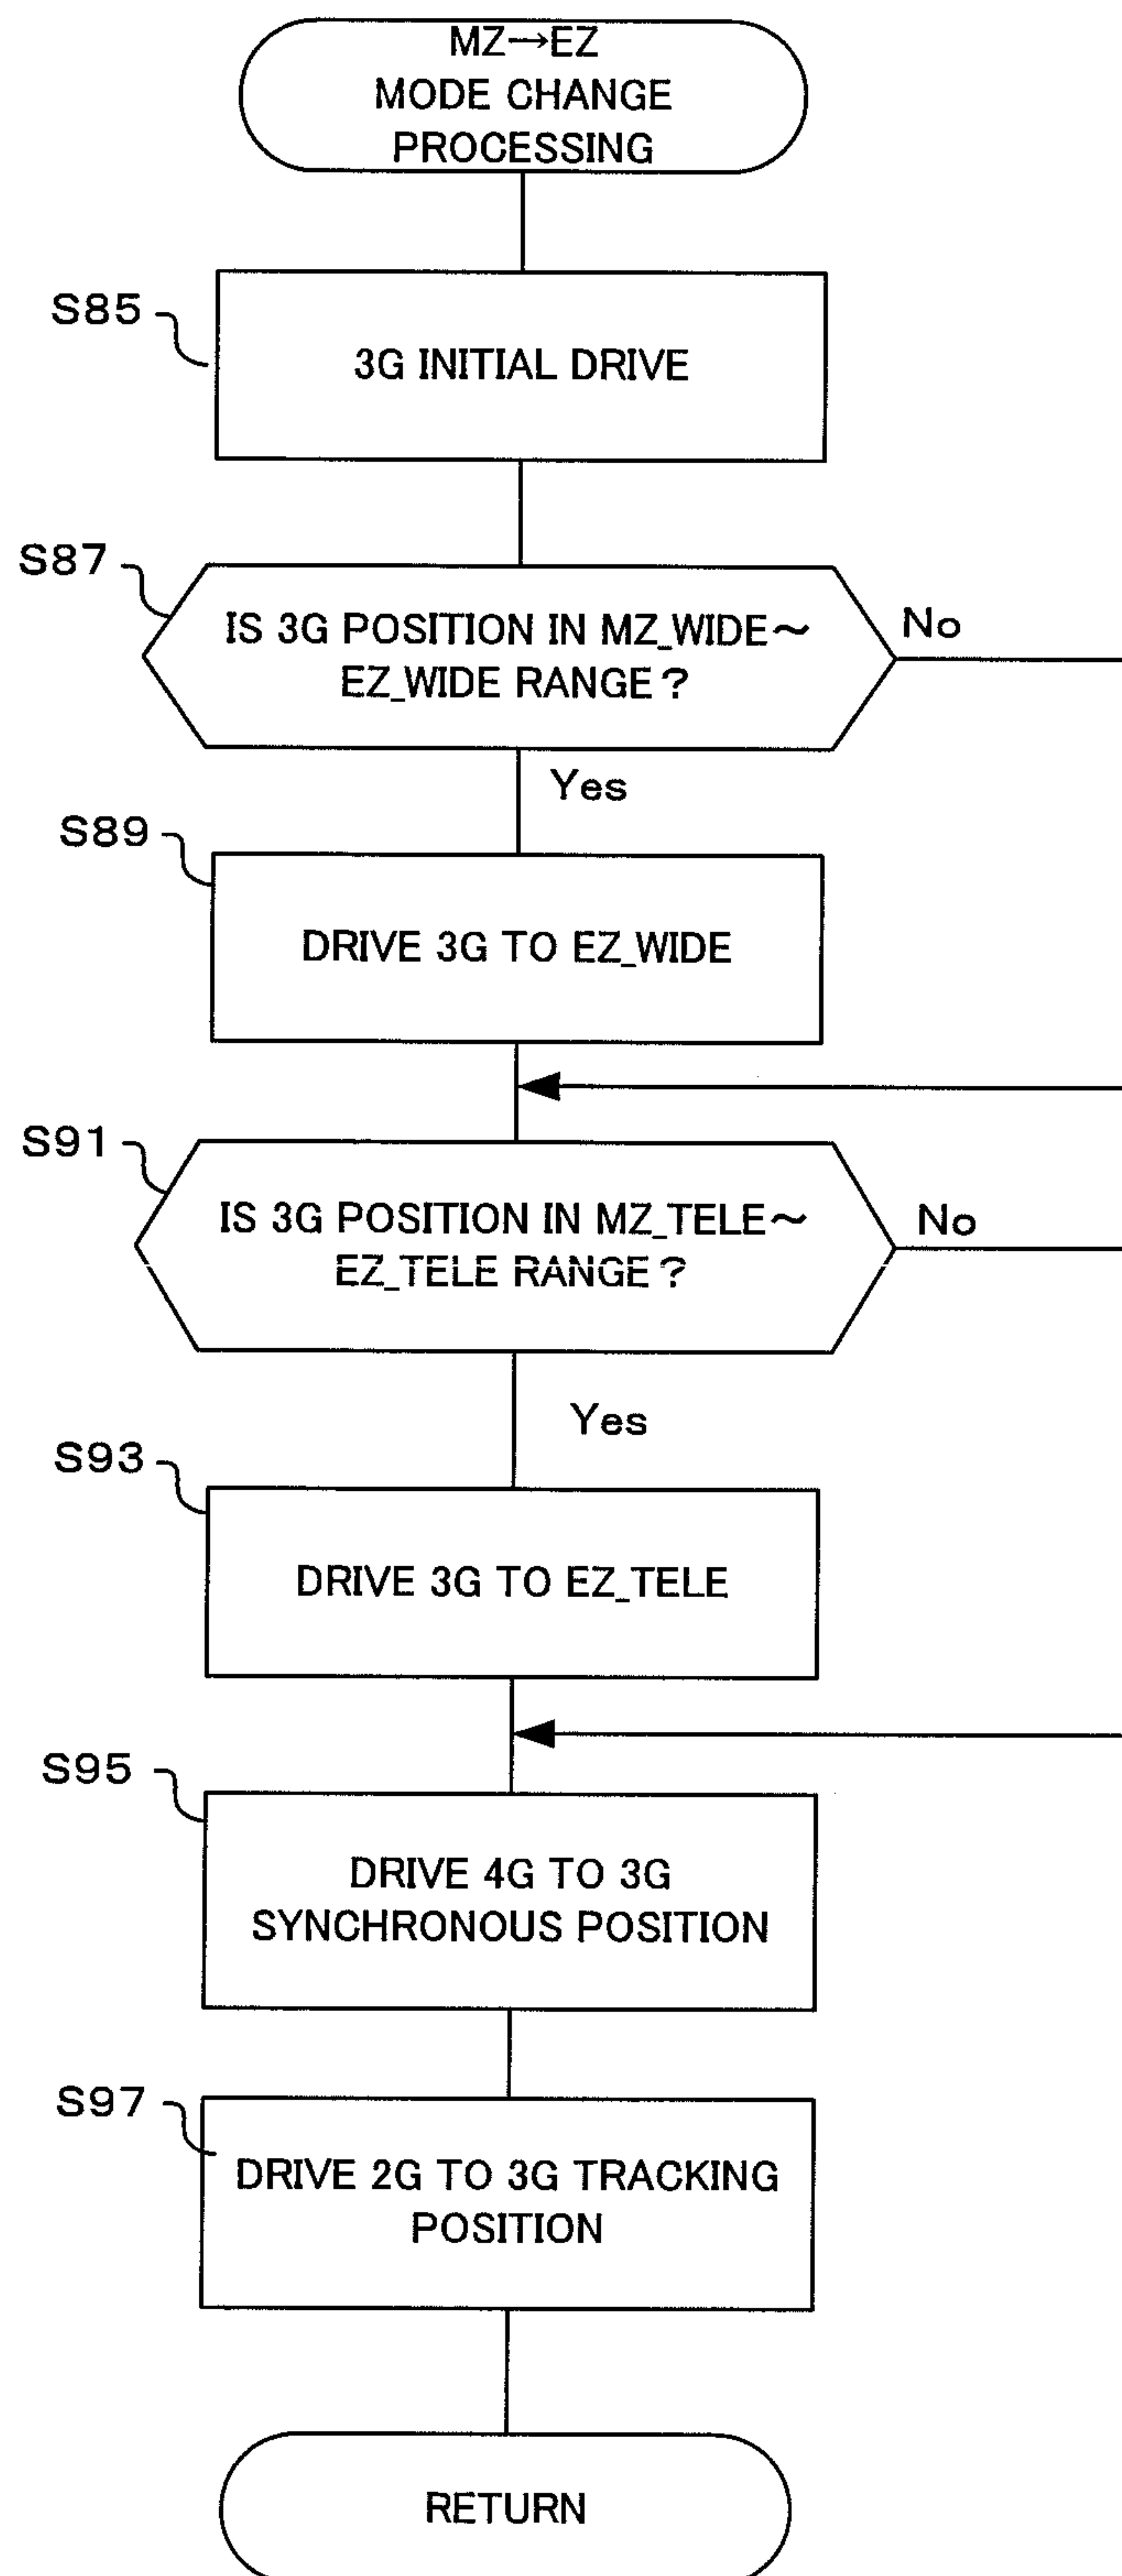 MZ→EZ
MODE CHANGE
PROCESSING
S85
3G INITIAL DRIVE
S87
IS 3G POSITION IN MZ_WIDE～
EZ_WIDE RANGE?
No
Yes
S89
DRIVE 3G TO EZ_WIDE
S91
IS 3G POSITION IN MZ_TELE～
EZ_TELE RANGE?
No
Yes
S93
DRIVE 3G TO EZ_TELE
S95
DRIVE 4G TO 3G
SYNCHRONOUS POSITION
S97
DRIVE 2G TO 3G TRACKING
POSITION
RETURN